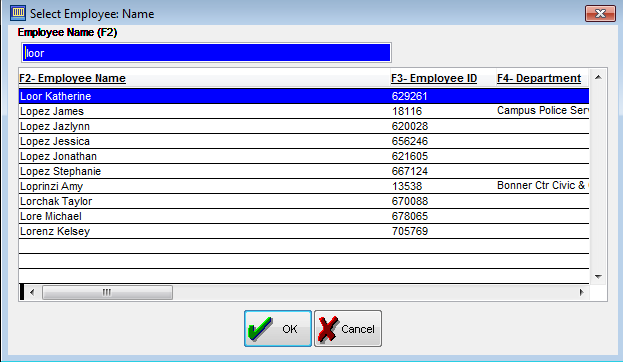 Select Employee: Name
Employee Name (F2)
loor
F2- Employee Name F3- Employee ID F4- Department
Loor Katherine 629261
Lopez James 18116 Campus Police Serv
Lopez Jazlynn 620028
Lopez Jessica 656246
Lopez Jonathan 621605
Lopez Stephanie 667124
Loprinzi Amy 13538 Bonner Ctr Civic &
Lorchak Taylor 670088
Lore Michael 678065
Lorenz Kelsey 705769
OK Cancel